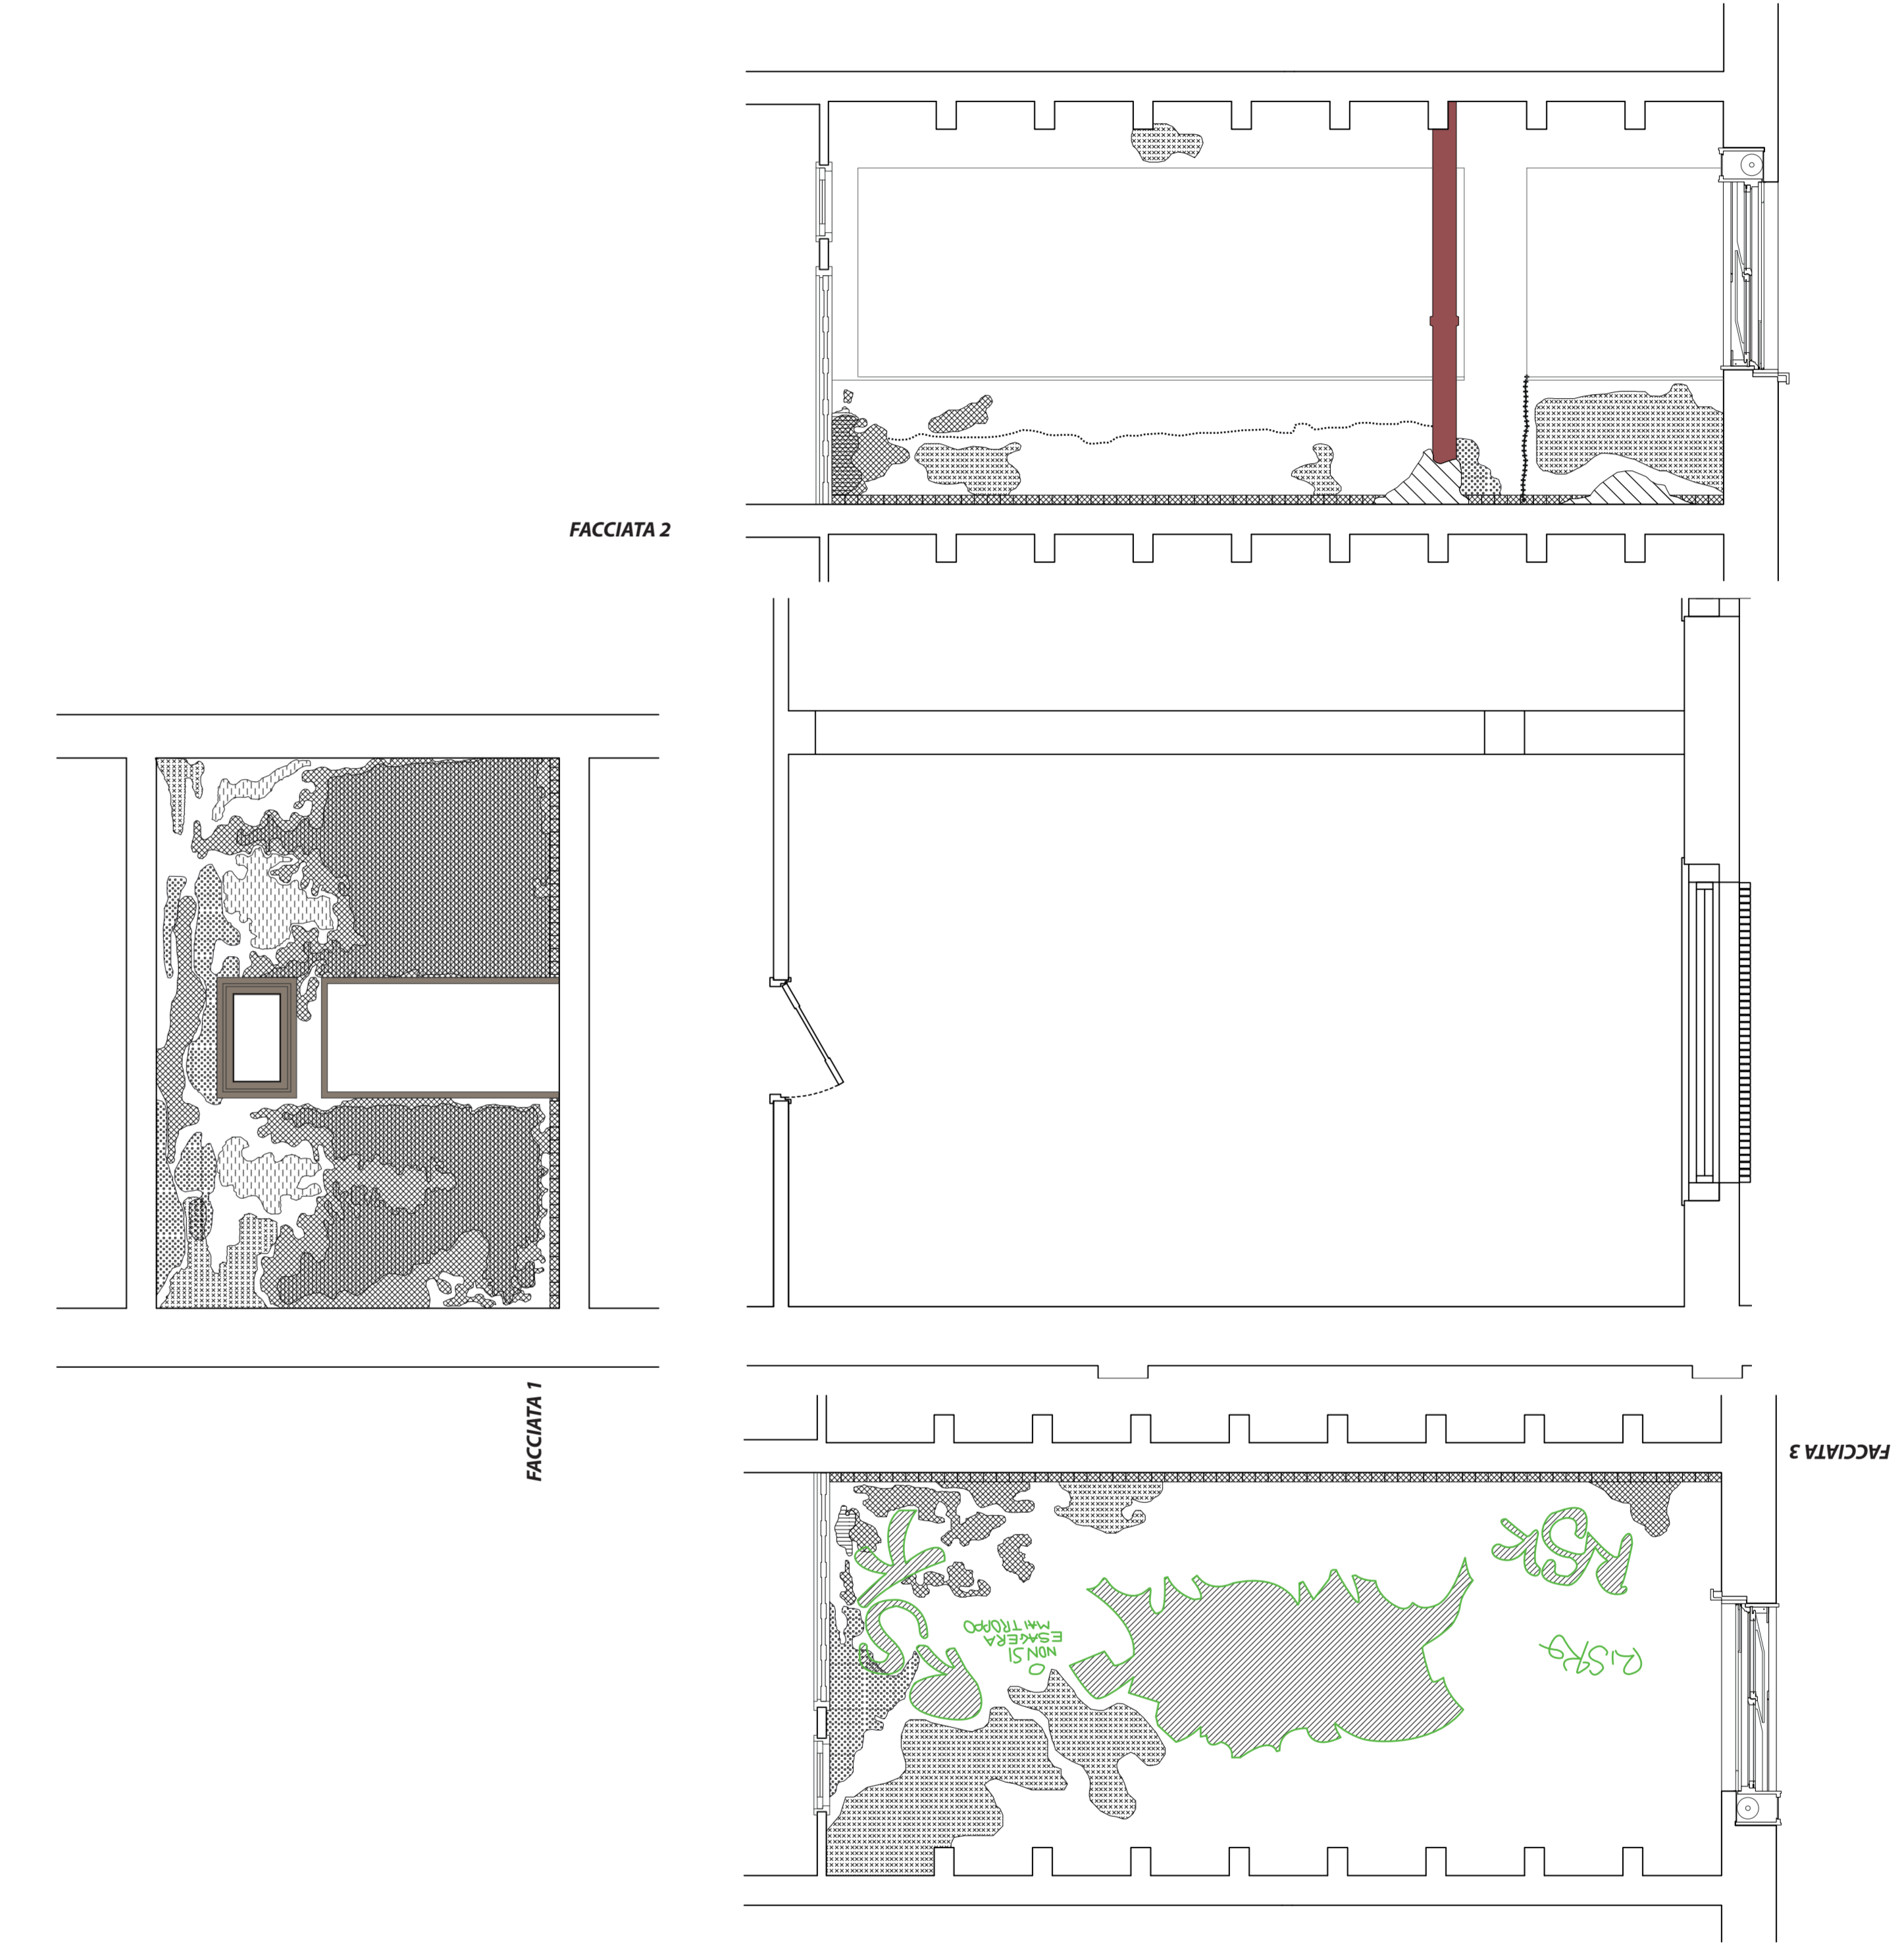 FACCIATA 2
FACCIATA 1
FACCIATA 3
O
NON SI
ESAGERA
MAI TROPPO